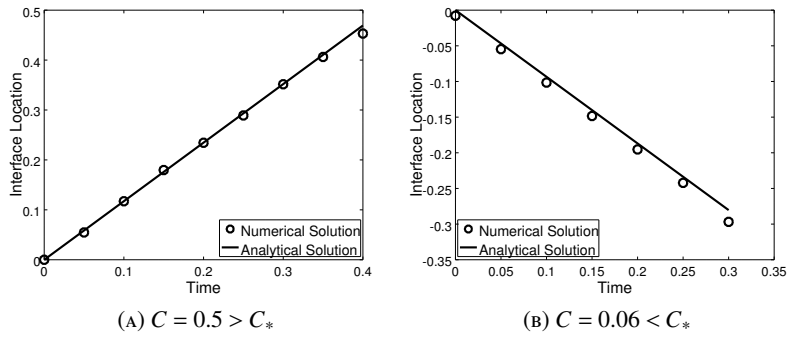 0.5
0.4
0.3
0.2
0.1
0
Interface Location
0 0.1 0.2 0.3 0.4
Time
Numerical Solution
Analytical Solution
(A) C = 0.5 > C*
0
-0.05
-0.1
-0.15
-0.2
-0.25
-0.3
-0.35
Interface Location
0 0.05 0.1 0.15 0.2 0.25 0.3 0.35
Time
Numerical Solution
Analytical Solution
(B) C = 0.06 < C*